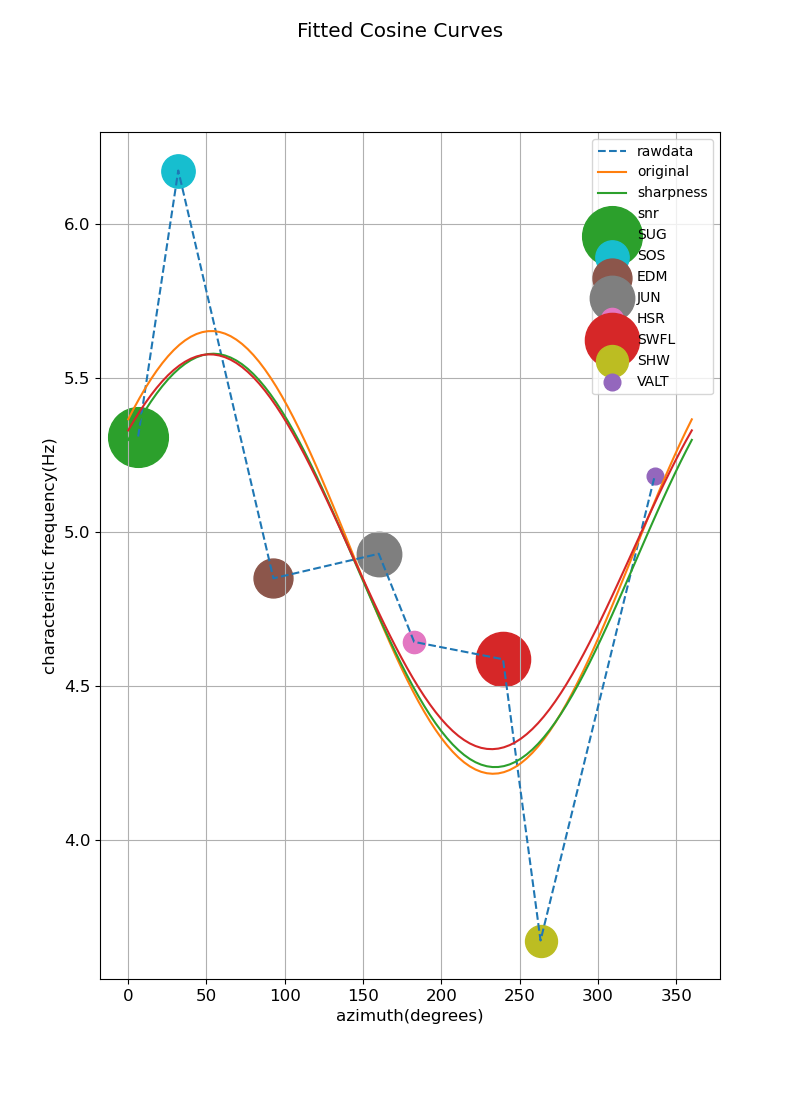 Fitted Cosine Curves
rawdata
original
sharpness
snr
SUG
SOS
EDM
JUN
HSR
SWFL
SHW
VALT
6.0
5.5
5.0
4.5
4.0
characteristic frequency(Hz)
0 50 100 150 200 250 300 350
azimuth(degrees)